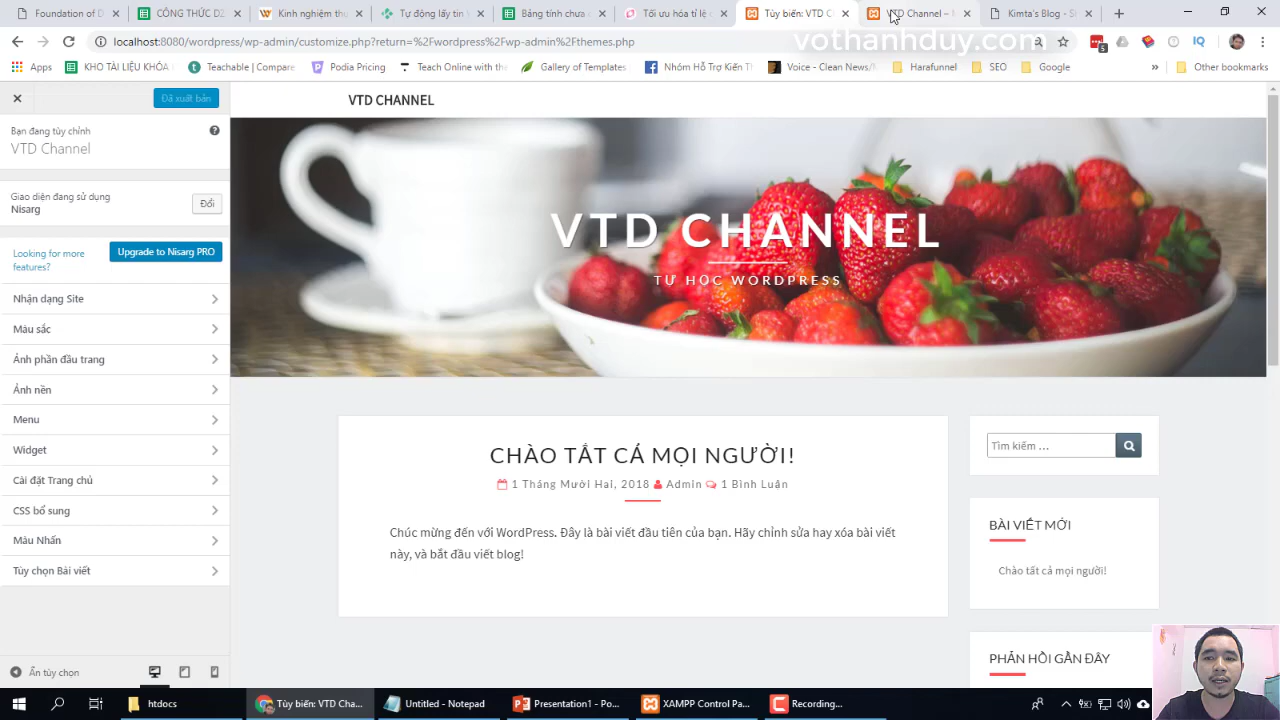 Foundation of D
CÔNG THỨC DZ
Kinh nghiệm thư
Tự động lấy tin t
Bảng tính chưa c
Tối ưu hóa tỉ lệ
Tùy biến: VTD C
VTD Channel –
Kimta's Blog - S
localhost:8080/wordpress/wp-admin/customize.php?return=%2Fwordpress%2Fwp-admin%2Fthemes.php
vothanhduy.com
5
IQ
Apps
KHO TÀI LIỆU KHÓA
Teachable | Compare
Podia Pricing
Teach Online with the
Gallery of Templates
Nhóm Hỗ Trợ Kiến Th
Voice - Clean News/M
Harafunnel
SEO
Google
»
Other bookmarks
Đã xuất bản
Bạn đang tùy chỉnh
VTD Channel
Giao diện đang sử dụng
Nisarg
Đổi
Looking for more features?
Upgrade to Nisarg PRO
Nhận dạng Site
Màu sắc
Ảnh phần đầu trang
Ảnh nền
Menu
Widget
Cài đặt Trang chủ
CSS bổ sung
Màu Nhấn
Tùy chọn Bài viết
Ẩn tùy chọn
VTD CHANNEL
VTD CHANNEL
TỰ HỌC WORDPRESS
CHÀO TẤT CẢ MỌI NGƯỜI!
1 Tháng Mười Hai, 2018 Admin 1 Bình Luận
Chúc mừng đến với WordPress. Đây là bài viết đầu tiên của bạn. Hãy chỉnh sửa hay xóa bài viết
này, và bắt đầu viết blog!
Tìm kiếm …
BÀI VIẾT MỚI
Chào tất cả mọi người!
PHẢN HỒI GẦN ĐÂY
htdocs
Tùy biến: VTD Cha...
Untitled - Notepad
Presentation1 - Po...
XAMPP Control Pa...
Recording...